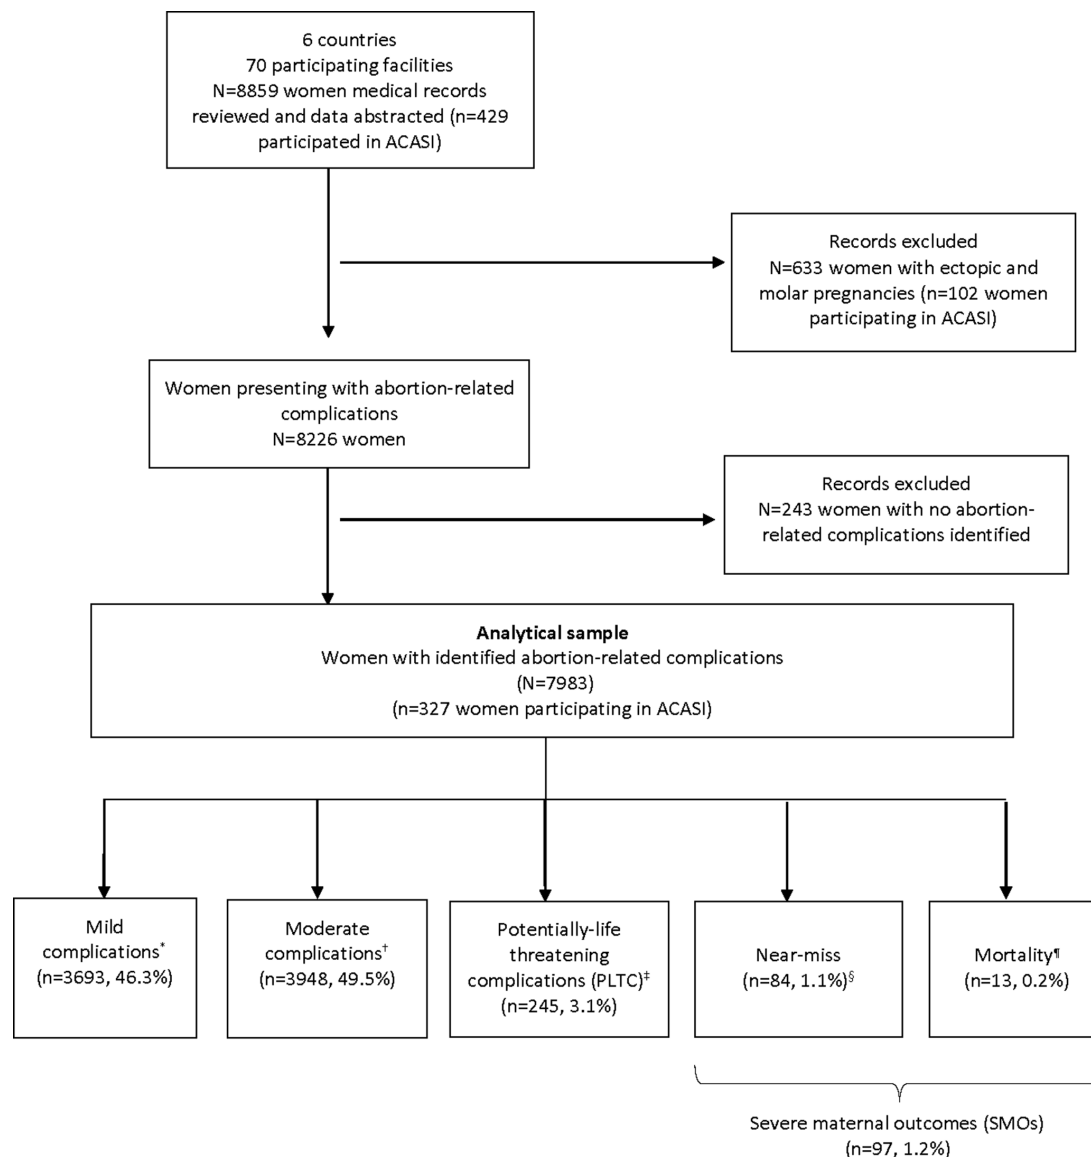 6 countries
70 participating facilities
N=8859 women medical records
reviewed and data abstracted (n=429
participated in ACASI)
Records excluded
N=633 women with ectopic and
molar pregnancies (n=102 women
participating in ACASI)
Women presenting with abortion-related
complications
N=8226 women
Records excluded
N=243 women with no abortion-
related complications identified
Analytical sample
Women with identified abortion-related complications
(N=7983)
(n=327 women participating in ACASI)
Mild
complications*
(n=3693, 46.3%)
Moderate
complications†
(n=3948, 49.5%)
Potentially-life
threatening
complications (PLTC)‡
(n=245, 3.1%)
Near-miss
(n=84, 1.1%)§
Mortality¶
(n=13, 0.2%)
Severe maternal outcomes (SMOs)
(n=97, 1.2%)